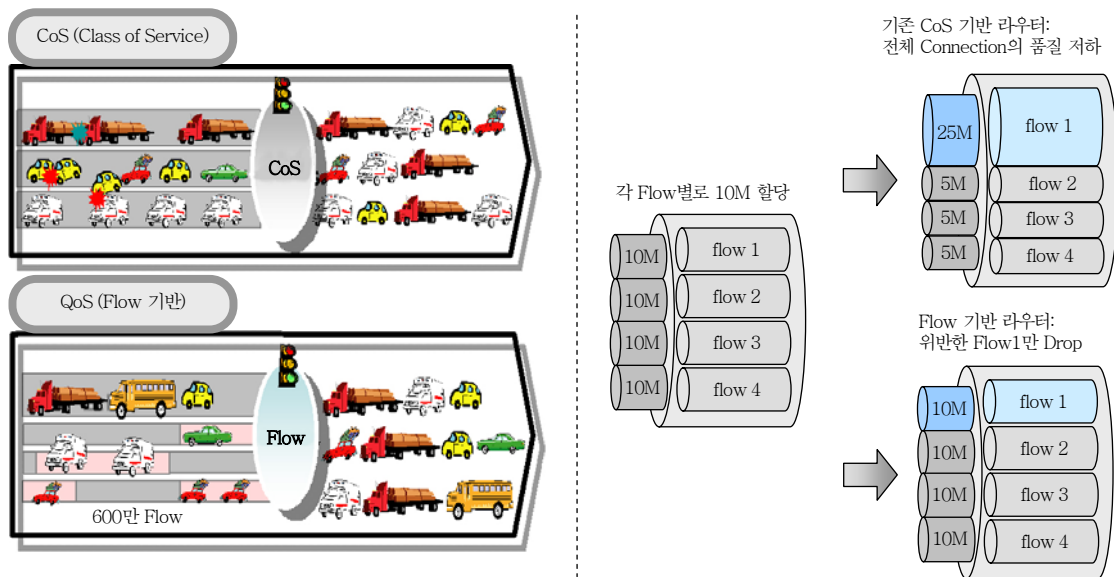 CoS (Class of Service)
CoS
QoS (Flow 기반)
Flow
600만 Flow
각 Flow별로 10M 할당
10M
flow 1
10M
flow 2
10M
flow 3
10M
flow 4
기존 CoS 기반 라우터:
전체 Connection의 품질 저하
25M
flow 1
5M
flow 2
5M
flow 3
5M
flow 4
Flow 기반 라우터:
위반한 Flow1만 Drop
10M
flow 1
10M
flow 2
10M
flow 3
10M
flow 4